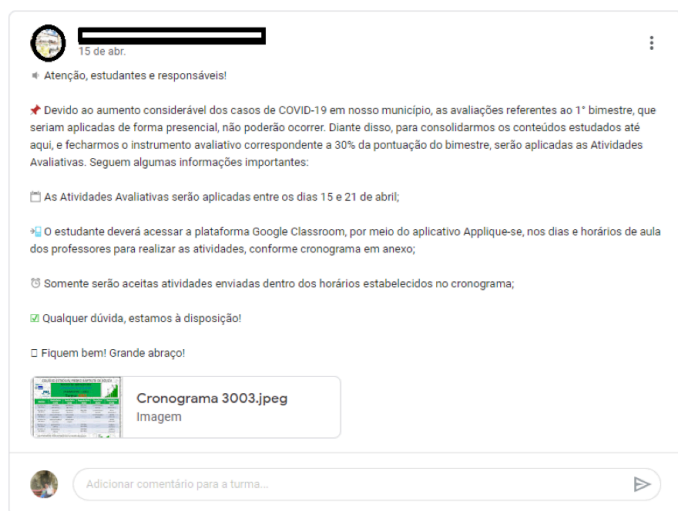 15 de abr.
Atenção, estudantes e responsáveis!
Devido ao aumento considerável dos casos de COVID-19 em nosso município, as avaliações referentes ao 1° bimestre, que
seriam aplicadas de forma presencial, não poderão ocorrer. Diante disso, para consolidarmos os conteúdos estudados até
aqui, e fecharmos o instrumento avaliativo correspondente a 30% da pontuação do bimestre, serão aplicadas as Atividades
Avaliativas. Seguem algumas informações importantes:
As Atividades Avaliativas serão aplicadas entre os dias 15 e 21 de abril;
O estudante deverá acessar a plataforma Google Classroom, por meio do aplicativo Applique-se, nos dias e horários de aula
dos professores para realizar as atividades, conforme cronograma em anexo;
Somente serão aceitas atividades enviadas dentro dos horários estabelecidos no cronograma;
Qualquer dúvida, estamos à disposição!
Fiquem bem! Grande abraço!
Cronograma 3003.jpeg
Imagem
Adicionar comentário para a turma...